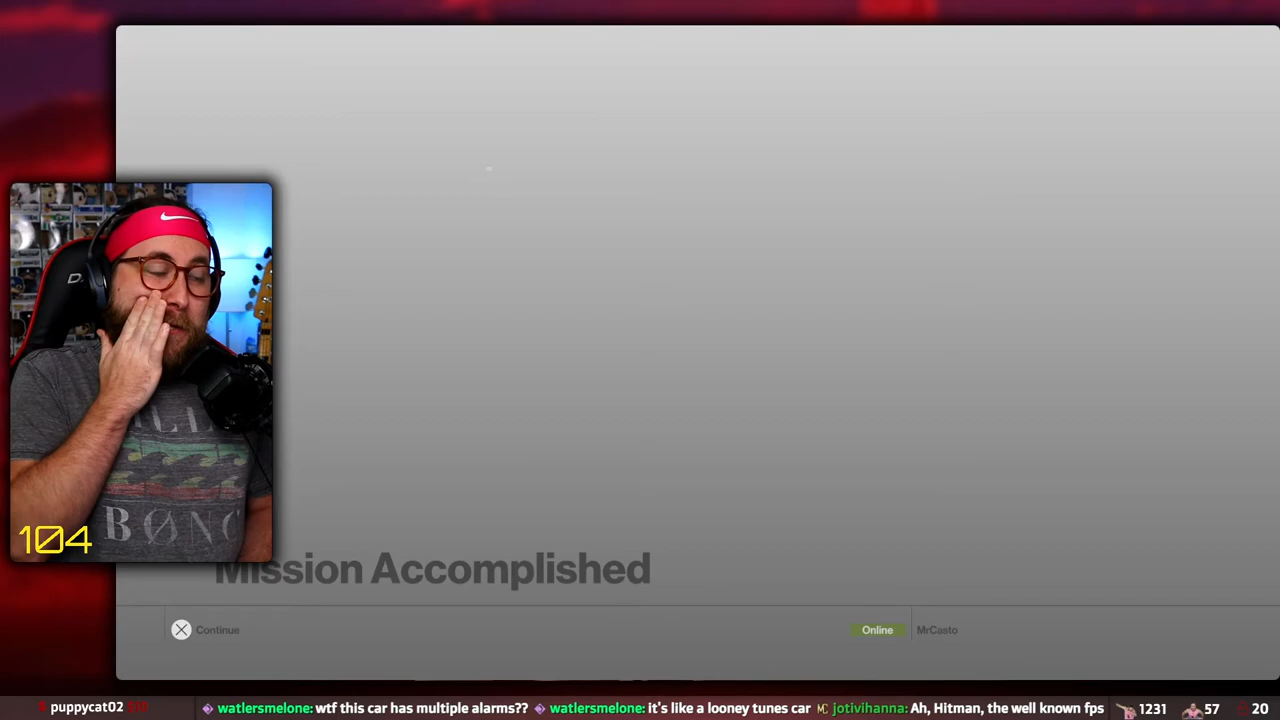 D.
104
BØNG
Mission Accomplished
Continue
Online
MrCasto
puppycat02
watlersmelone: wtf this car has multiple alarms??
watlersmelone: it's like a looney tunes car
jotivihanna: Ah, Hitman, the well known fps
1231
57
20